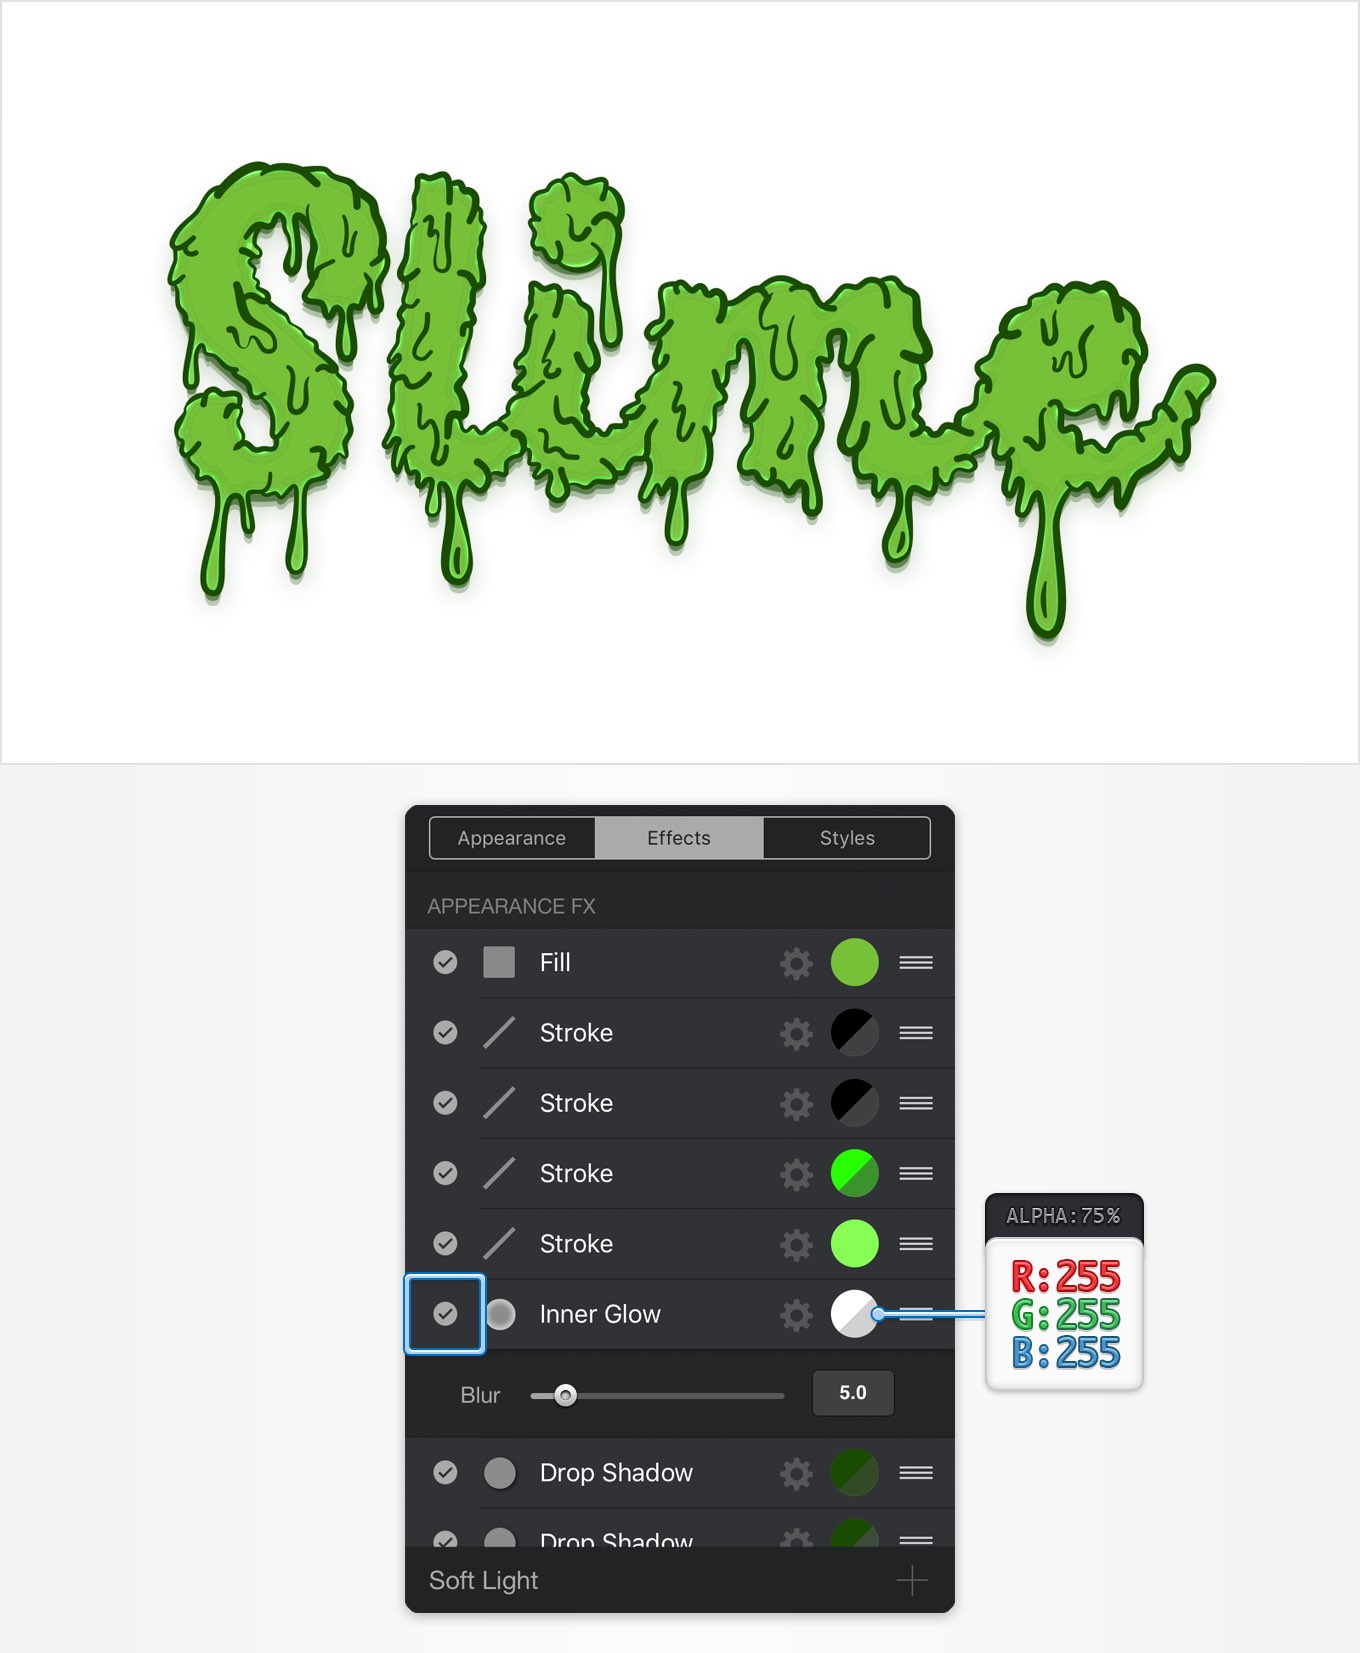 Slime
Appearance Effects Styles
APPEARANCE FX
Fill
Stroke
Stroke
Stroke
Stroke
Inner Glow
ALPHA:75%
R:255
G:255
B:255
Blur 5.0
Drop Shadow
Drop Shadow
Soft Light